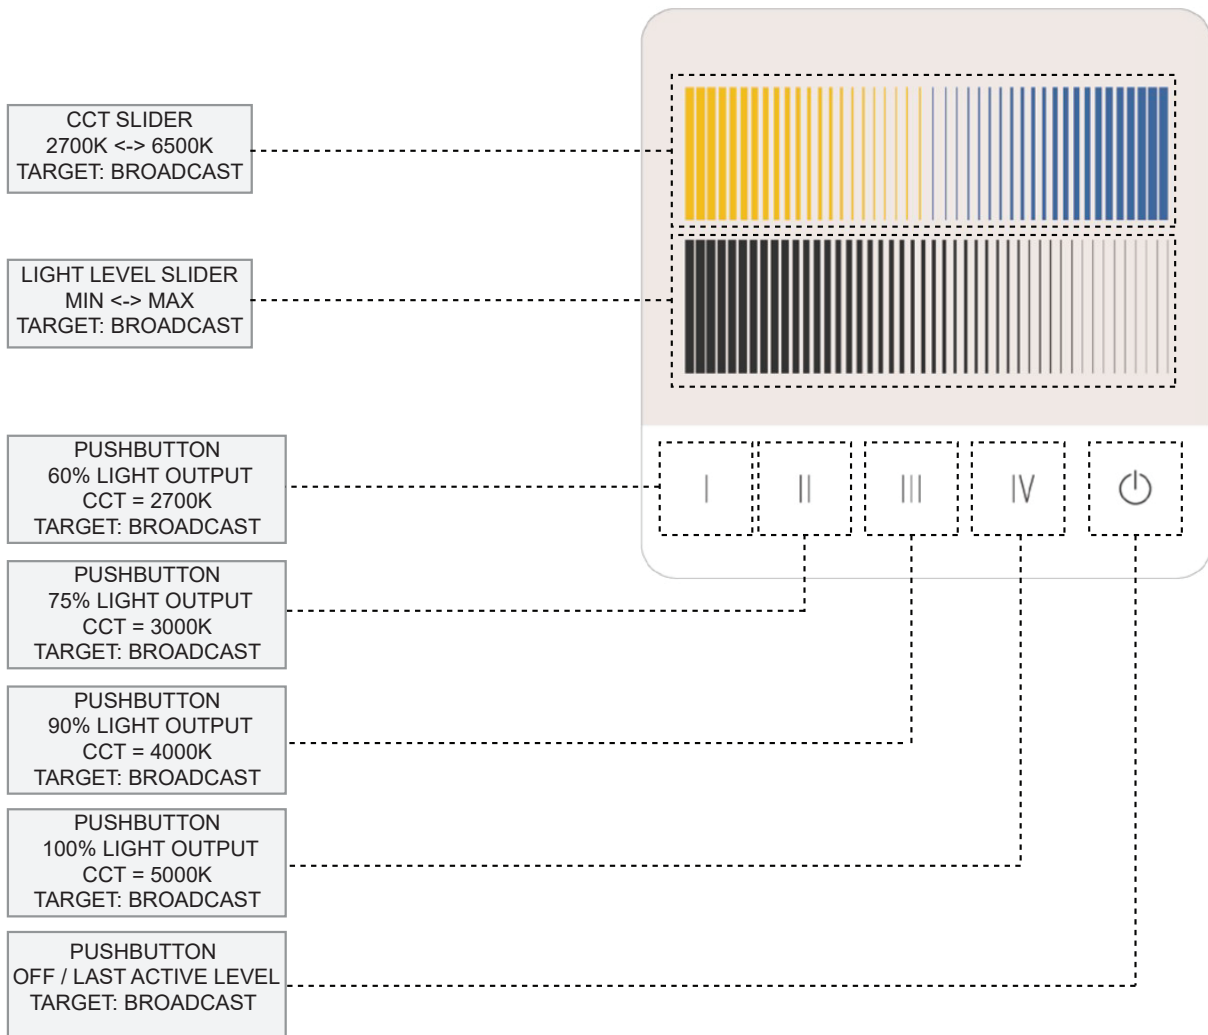 CCT SLIDER
2700K <-> 6500K
TARGET: BROADCAST
LIGHT LEVEL SLIDER
MIN <-> MAX
TARGET: BROADCAST
PUSHBUTTON
60% LIGHT OUTPUT
CCT = 2700K
TARGET: BROADCAST
I II III IV
PUSHBUTTON
75% LIGHT OUTPUT
CCT = 3000K
TARGET: BROADCAST
PUSHBUTTON
90% LIGHT OUTPUT
CCT = 4000K
TARGET: BROADCAST
PUSHBUTTON
100% LIGHT OUTPUT
CCT = 5000K
TARGET: BROADCAST
PUSHBUTTON
OFF / LAST ACTIVE LEVEL
TARGET: BROADCAST